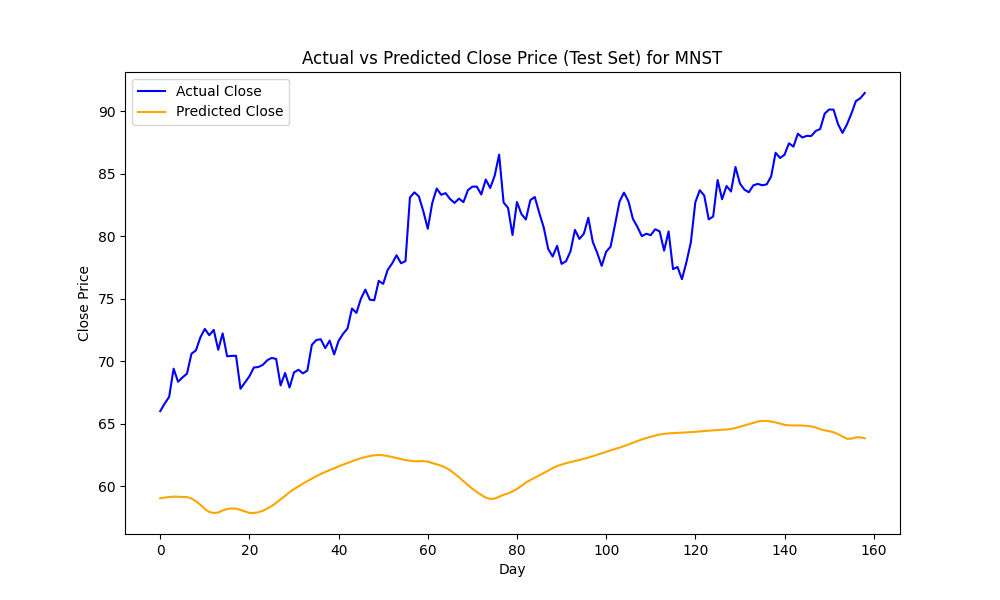 Actual vs Predicted Close Price (Test Set) for MNST
Actual Close
Predicted Close
Close Price
90
85
80
75
70
65
60
0 20 40 60 80 100 120 140 160
Day